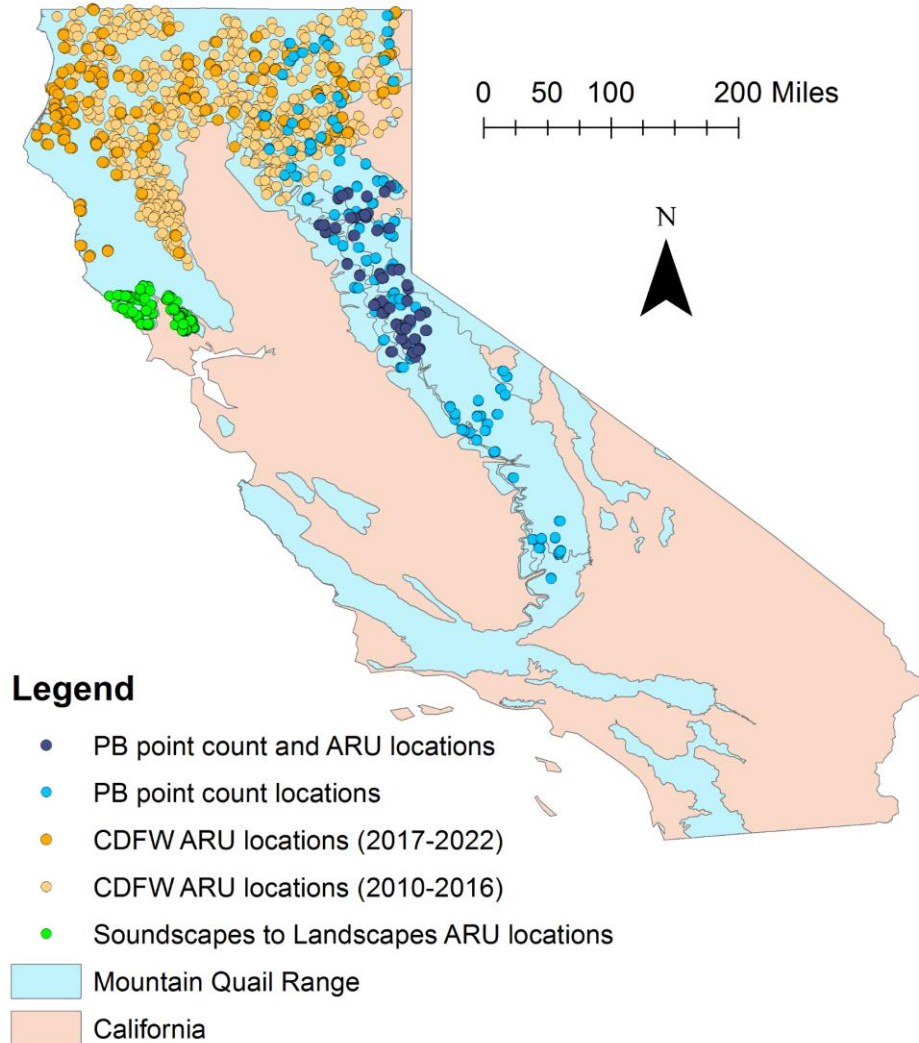 0 50 100 200 Miles
N
Legend
PB point count and ARU locations
PB point count locations
CDFW ARU locations (2017-2022)
CDFW ARU locations (2010-2016)
Soundscapes to Landscapes ARU locations
Mountain Quail Range
California